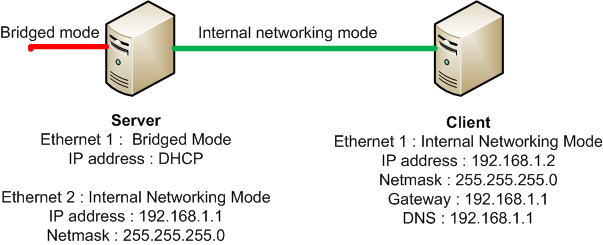 Bridged mode
Internal networking mode
Server
Ethernet 1 : Bridged Mode
IP address : DHCP
Ethernet 2 : Internal Networking Mode
IP address : 192.168.1.1
Netmask : 255.255.255.0
Client
Ethernet 1 : Internal Networking Mode
IP address : 192.168.1.2
Netmask : 255.255.255.0
Gateway : 192.168.1.1
DNS : 192.168.1.1